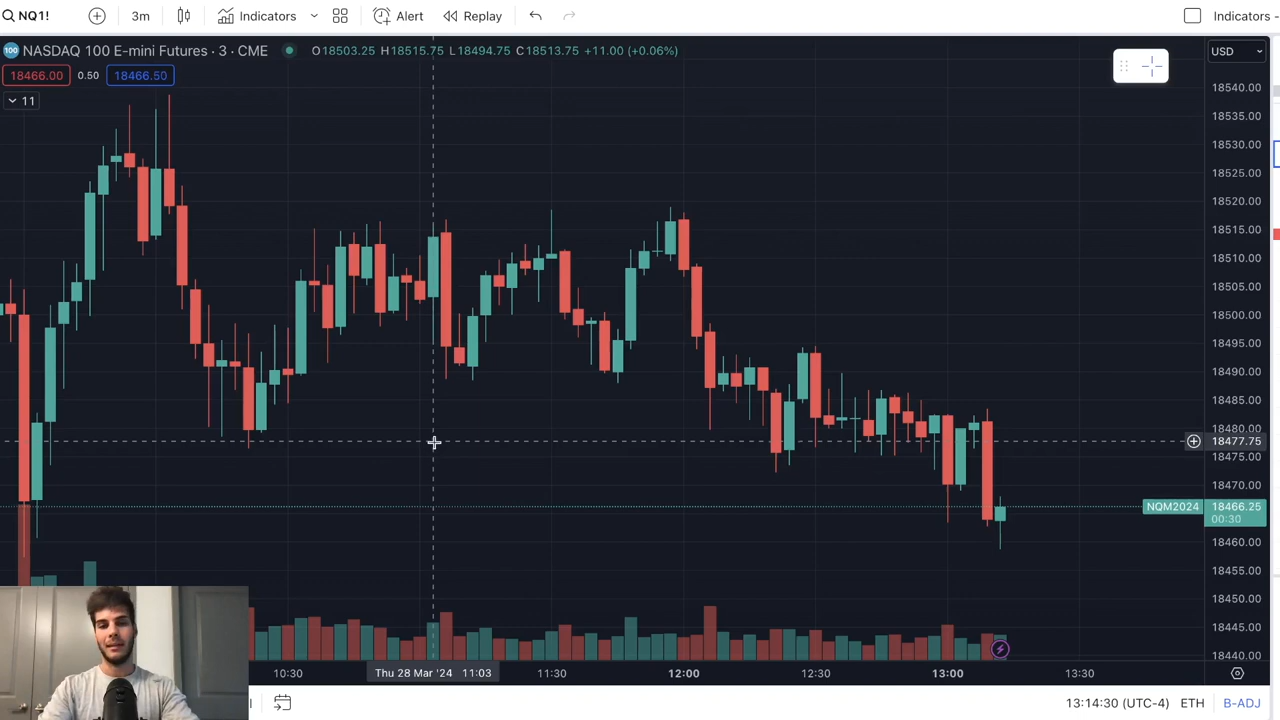 NQ1!
3m
Indicators
Alert
Replay
Indicators -
NASDAQ 100 E-mini Futures · 3 · CME
O18503.25 H18515.75 L18494.75 C18513.75 +11.00 (+0.06%)
100
USD
18466.00
0.50
18466.50
11
18540.00
18535.00
18530.00
18525.00
18520.00
18515.00
18510.00
18505.00
18500.00
18495.00
18490.00
18485.00
18480.00
18477.75
18475.00
18470.00
NQM2024
18466.25
00:30
18460.00
18455.00
18450.00
18445.00
18440.00
10:30
Thu 28 Mar '24 11:03
11:30
12:00
12:30
13:00
13:30
13:14:30 (UTC-4)
ETH
B-ADJ